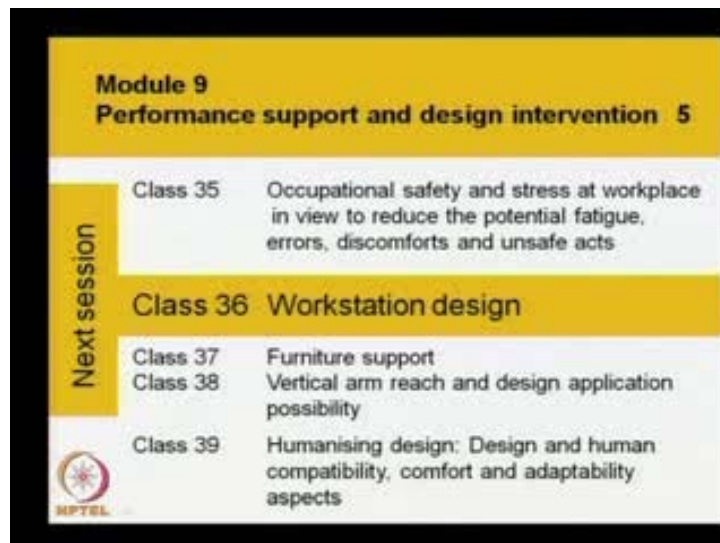 Module 9
Performance support and design intervention 5
Next session
Class 35 Occupational safety and stress at workplace
in view to reduce the potential fatigue,
errors, discomforts and unsafe acts
Class 36 Workstation design
Class 37 Furniture support
Class 38 Vertical arm reach and design application
possibility
Class 39 Humanising design: Design and human
compatibility, comfort and adaptability
aspects
NPTEL